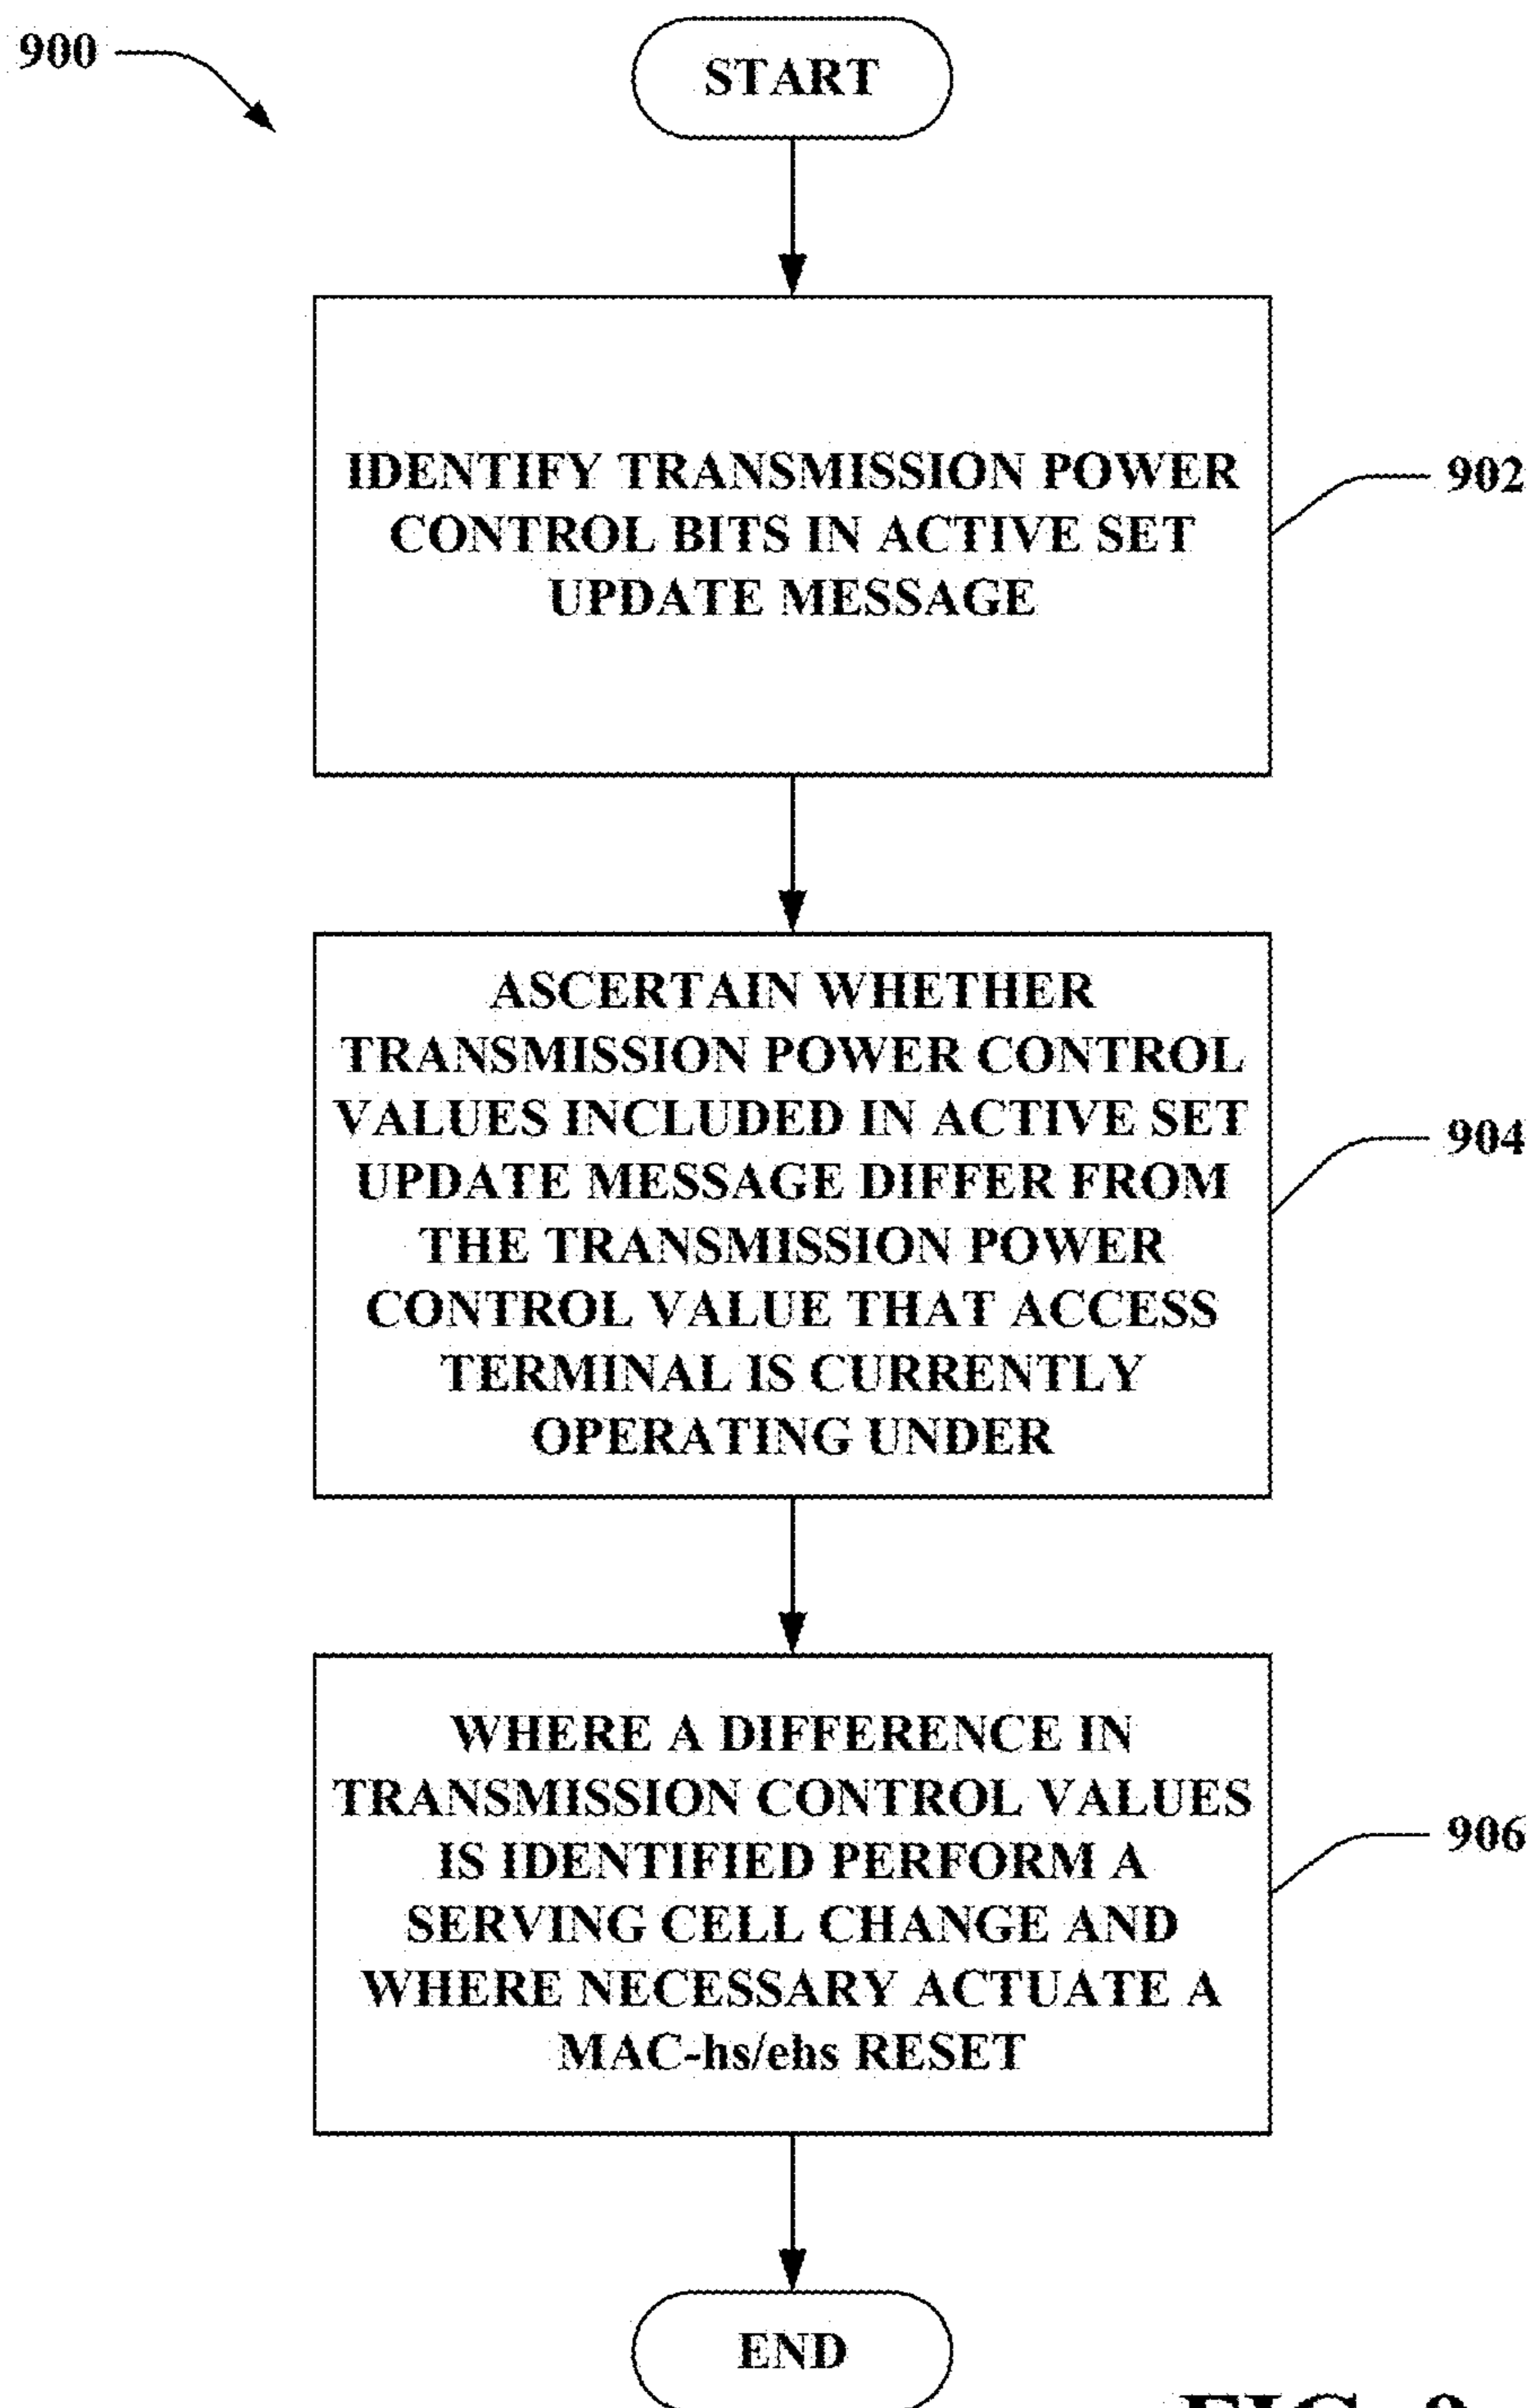 900
START
IDENTIFY TRANSMISSION POWER
CONTROL BITS IN ACTIVE SET
UPDATE MESSAGE
902
ASCERTAIN WHETHER
TRANSMISSION POWER CONTROL
VALUES INCLUDED IN ACTIVE SET
UPDATE MESSAGE DIFFER FROM
THE TRANSMISSION POWER
CONTROL VALUE THAT ACCESS
TERMINAL IS CURRENTLY
OPERATING UNDER
904
WHERE A DIFFERENCE IN
TRANSMISSION CONTROL VALUES
IS IDENTIFIED PERFORM A
SERVING CELL CHANGE AND
WHERE NECESSARY ACTUATE A
MAC-hs/ehs RESET
906
END